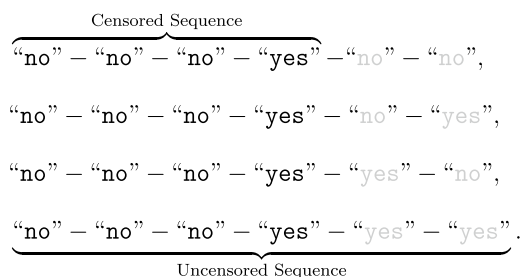 Censored Sequence
“no” − “no” − “no” − “yes” −“no” − “no”,
“no” − “no” − “no” − “yes” − “no” − “yes”,
“no” − “no” − “no” − “yes” − “yes” − “no”,
“no” − “no” − “no” − “yes” − “yes” − “yes” .
Uncensored Sequence